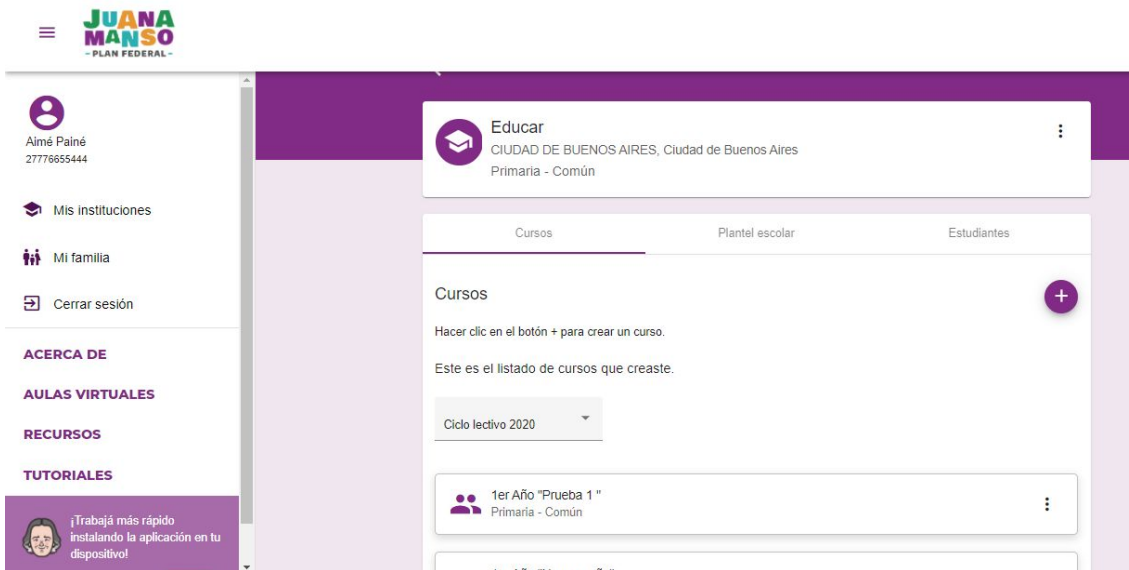 JUANA
MANSO
- PLAN FEDERAL -
Aimé Painé
27776655444
Mis instituciones
Mi familia
Cerrar sesión
ACERCA DE
AULAS VIRTUALES
RECURSOS
TUTORIALES
¡Trabajá más rápido
instalando la aplicación en tu
dispositivo!
Educar
CIUDAD DE BUENOS AIRES, Ciudad de Buenos Aires
Primaria - Común
Cursos
Plantel escolar
Estudiantes
Cursos
+
Hacer clic en el botón + para crear un curso.
Este es el listado de cursos que creaste.
Ciclo lectivo 2020
1er Año "Prueba 1 "
Primaria - Común